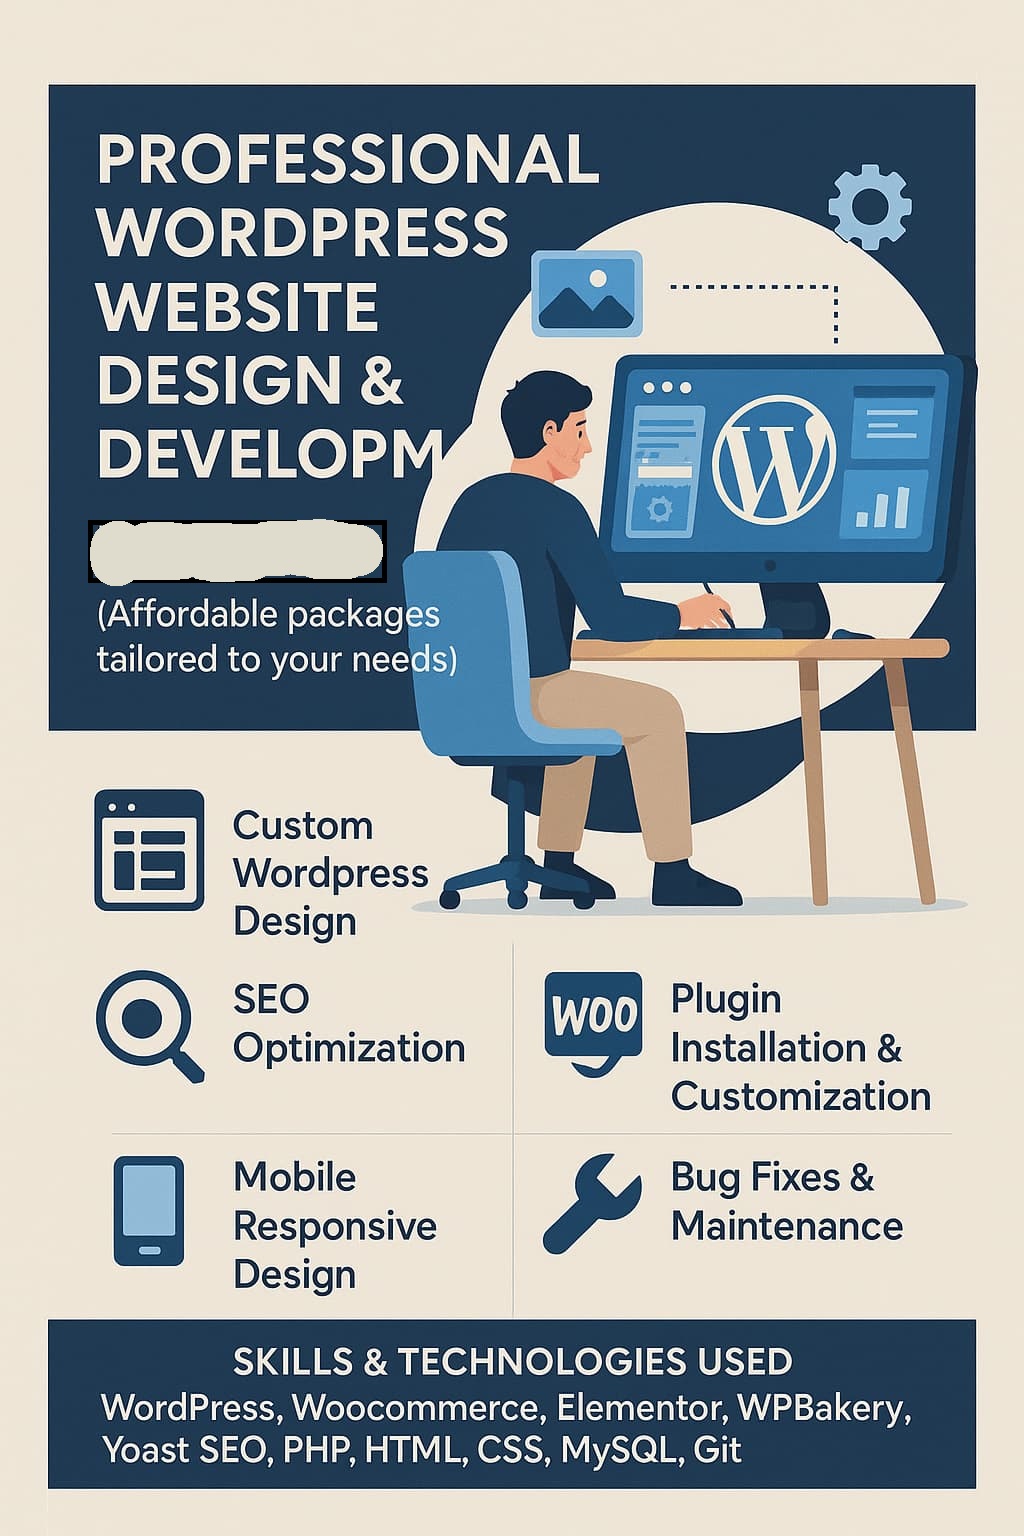 PROFESSIONAL
WORDPRESS
WEBSITE
DESIGN &
DEVELOPM
(Affordable packages
tailored to your needs)
W
Custom
Wordpress
Design
SEO
Optimization
WOO
Plugin
Installation &
Customization
Mobile
Responsive
Design
Bug Fixes &
Maintenance
SKILLS & TECHNOLOGIES USED
WordPress, Woocommerce, Elementor, WPBakery,
Yoast SEO, PHP, HTML, CSS, MySQL, Git